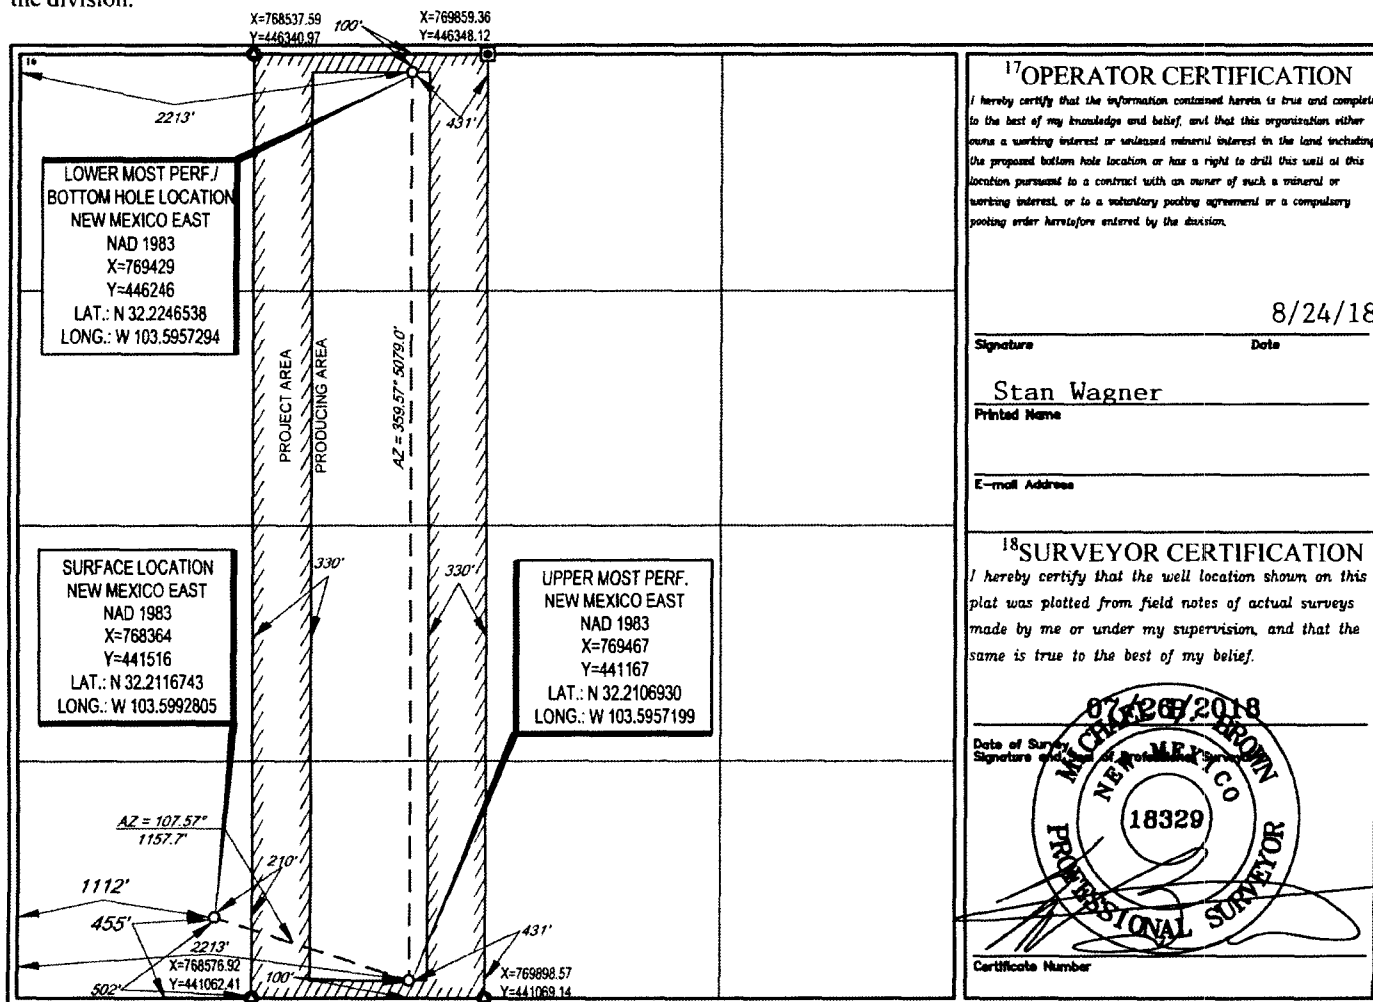 the division.
X=768537.59
Y=446340.97
100'
X=769859.36
Y=446348.12
16
2213'
431'
LOWER MOST PERF./
BOTTOM HOLE LOCATION
NEW MEXICO EAST
NAD 1983
X=769429
Y=446246
LAT.: N 32.2246538
LONG.: W 103.5957294
PROJECT AREA
PRODUCING AREA
AZ = 359.57° 5079.0'
330'
330'
SURFACE LOCATION
NEW MEXICO EAST
NAD 1983
X=768364
Y=441516
LAT.: N 32.2116743
LONG.: W 103.5992805
UPPER MOST PERF.
NEW MEXICO EAST
NAD 1983
X=769467
Y=441167
LAT.: N 32.2106930
LONG.: W 103.5957199
AZ = 107.57°
1157.7'
210'
1112'
455'
2213'
X=768576.92
Y=441062.41
502'
100'
431'
X=769898.57
Y=441069.14
17 OPERATOR CERTIFICATION
I hereby certify that the information contained herein is true and complete
to the best of my knowledge and belief, and that this organization either
owns a working interest or unleased mineral interest in the land including
the proposed bottom hole location or has a right to drill this well at this
location pursuant to a contract with an owner of such a mineral or
working interest, or to a voluntary pooling agreement or a compulsory
pooling order heretofore entered by the division.
8/24/18
Signature Date
Stan Wagner
Printed Name
E-mail Address
18 SURVEYOR CERTIFICATION
I hereby certify that the well location shown on this
plat was plotted from field notes of actual surveys
made by me or under my supervision, and that the
same is true to the best of my belief.
07/26/2018
Date of Survey
Signature and Seal of Professional Surveyor
MICHAEL B. BROWN
NEW MEXICO
18329
PROFESSIONAL SURVEYOR
Certificate Number